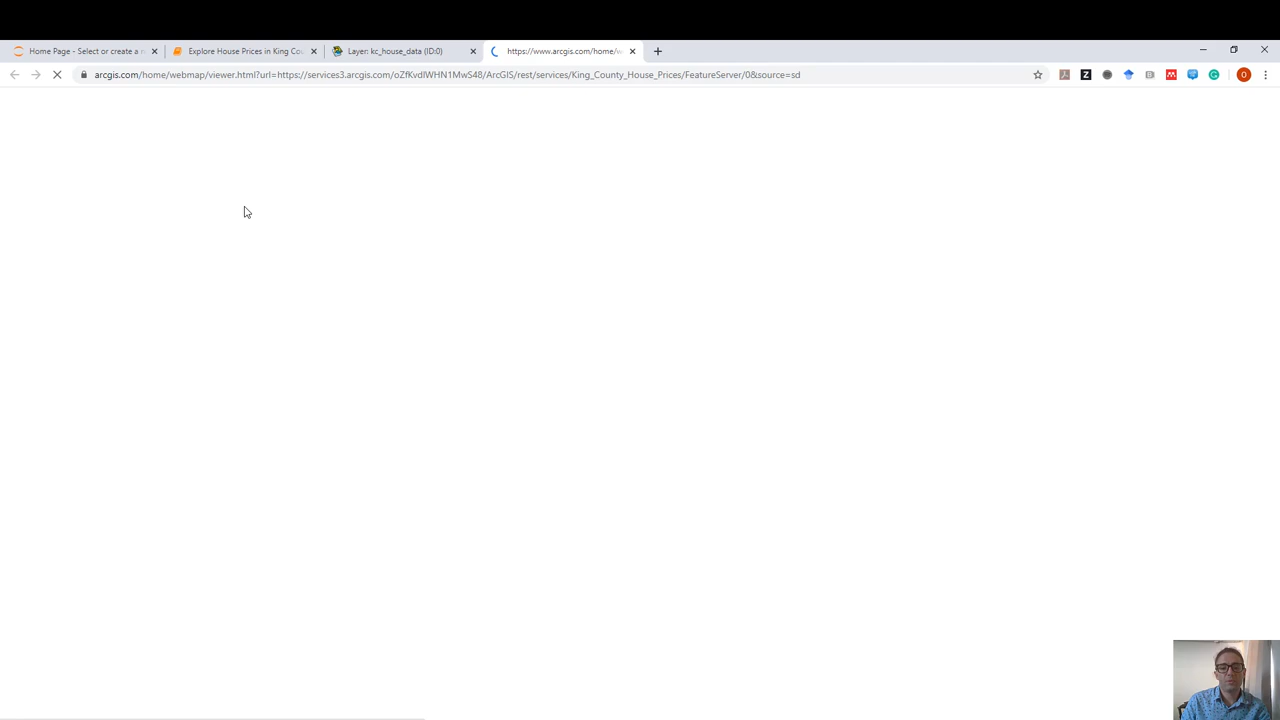 Home Page - Select or create a n
Explore House Prices in King Cou
Layer: kc_house_data (ID:0)
https://www.arcgis.com/home/w
arcgis.com/home/webmap/viewer.html?url=https://services3.arcgis.com/oZfKvdlWHN1MwS48/ArcGIS/rest/services/King_County_House_Prices/FeatureServer/0&source=sd
Z
O